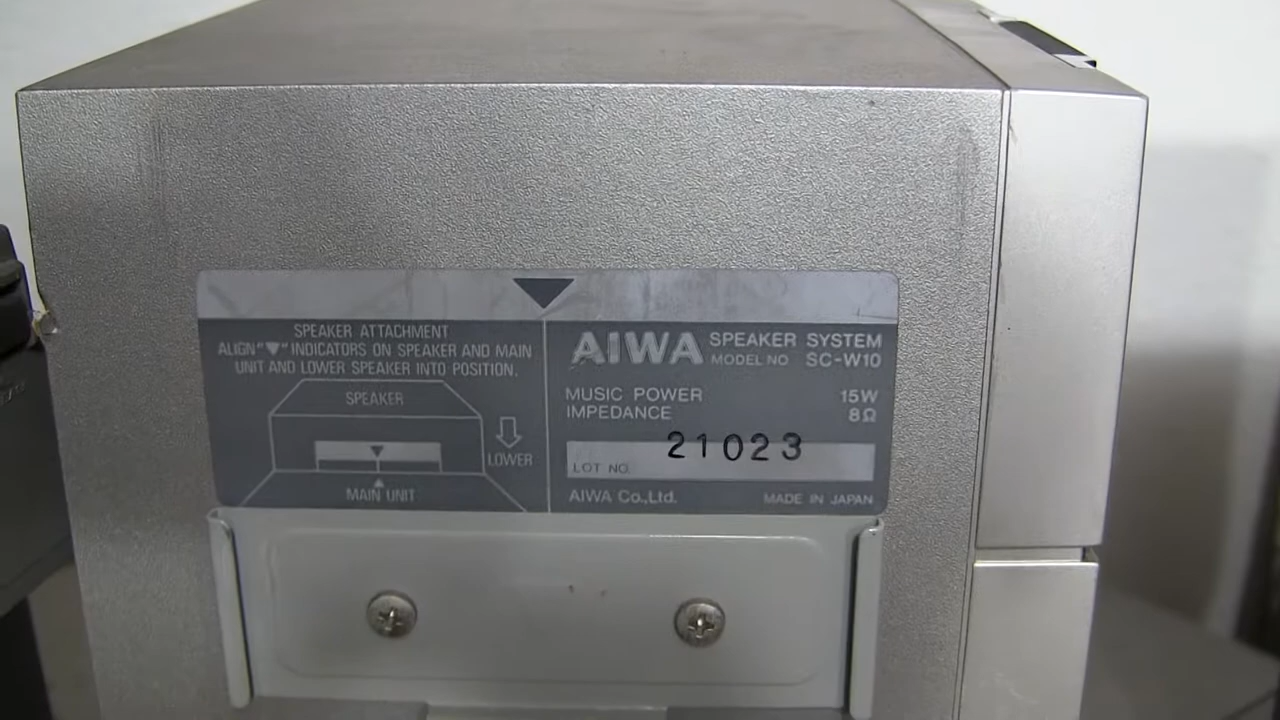 SPEAKER ATTACHMENT
ALIGN "▼" INDICATORS ON SPEAKER AND MAIN
UNIT AND LOWER SPEAKER INTO POSITION.
SPEAKER
LOWER
MAIN UNIT
AIWA SPEAKER SYSTEM
MODEL NO SC-W10
MUSIC POWER 15W
IMPEDANCE 8Ω
21023
LOT NO.
AIWA Co.,Ltd. MADE IN JAPAN